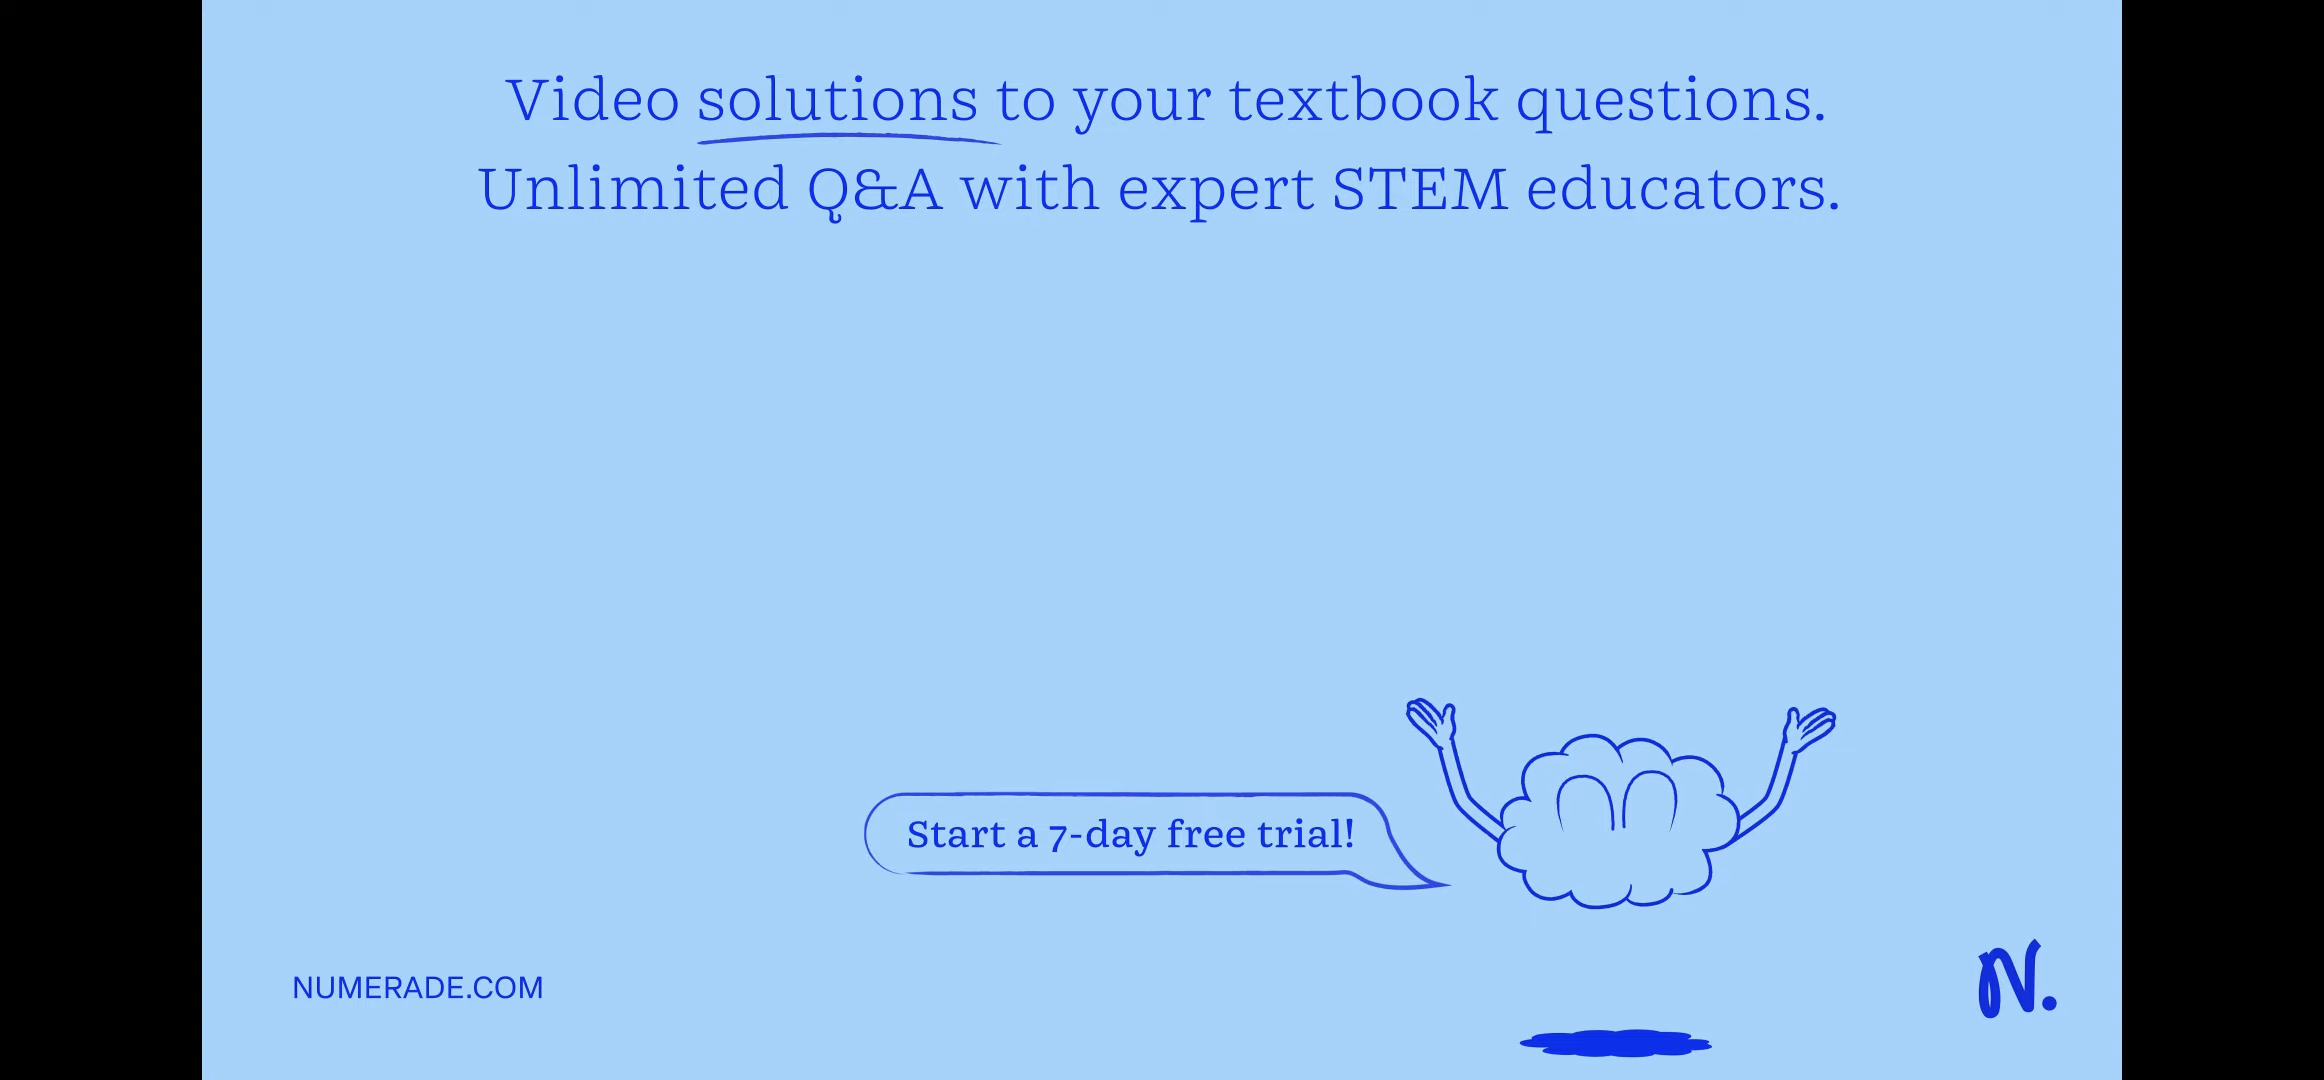 Video solutions to your textbook questions.
Unlimited Q&A with expert STEM educators.
Start a 7-day free trial!
NUMERADE.COM
N.